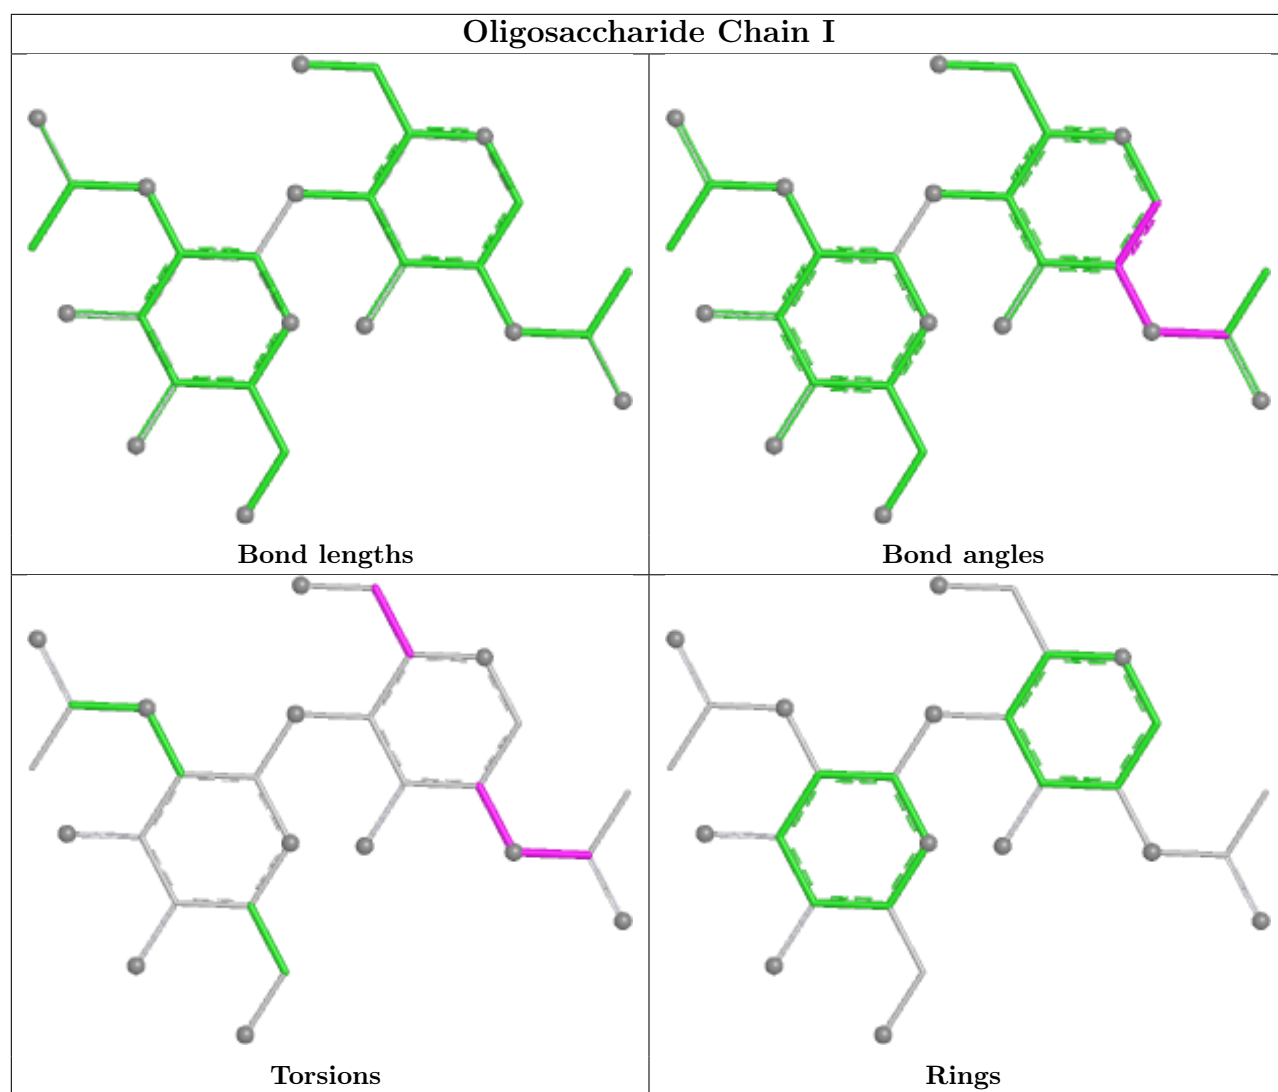 Oligosaccharide Chain I
Bond lengths
Bond angles
Torsions
Rings